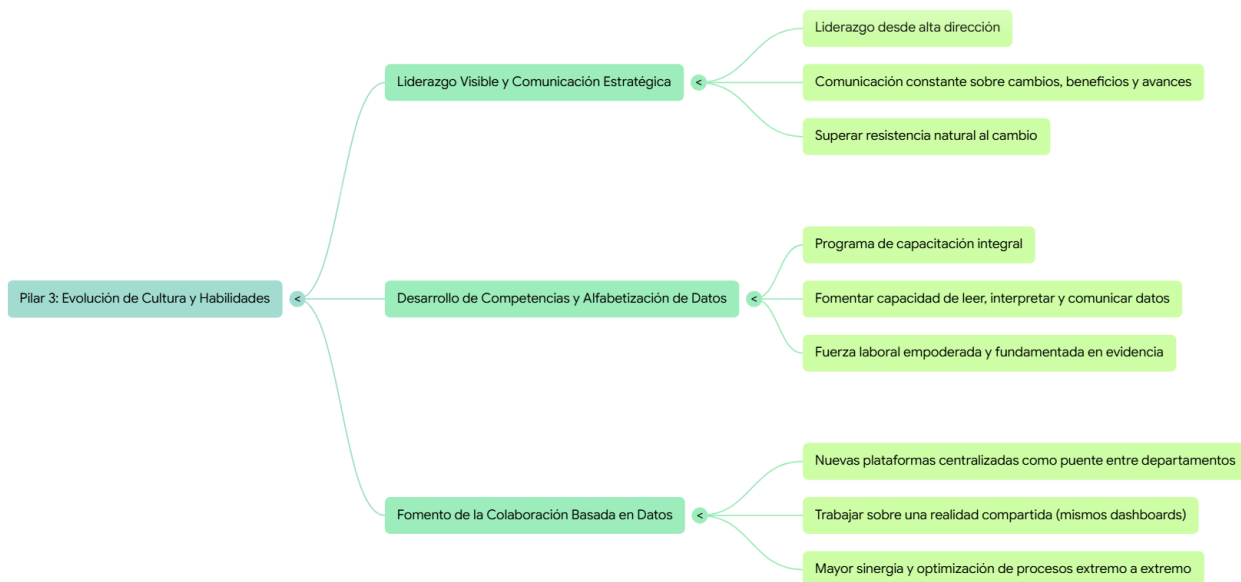 Pilar 3: Evolución de Cultura y Habilidades
<
Liderazgo Visible y Comunicación Estratégica
<
Liderazgo desde alta dirección
Comunicación constante sobre cambios, beneficios y avances
Superar resistencia natural al cambio
Desarrollo de Competencias y Alfabetización de Datos
<
Programa de capacitación integral
Fomentar capacidad de leer, interpretar y comunicar datos
Fuerza laboral empoderada y fundamentada en evidencia
Fomento de la Colaboración Basada en Datos
<
Nuevas plataformas centralizadas como puente entre departamentos
Trabajar sobre una realidad compartida (mismos dashboards)
Mayor sinergia y optimización de procesos extremo a extremo